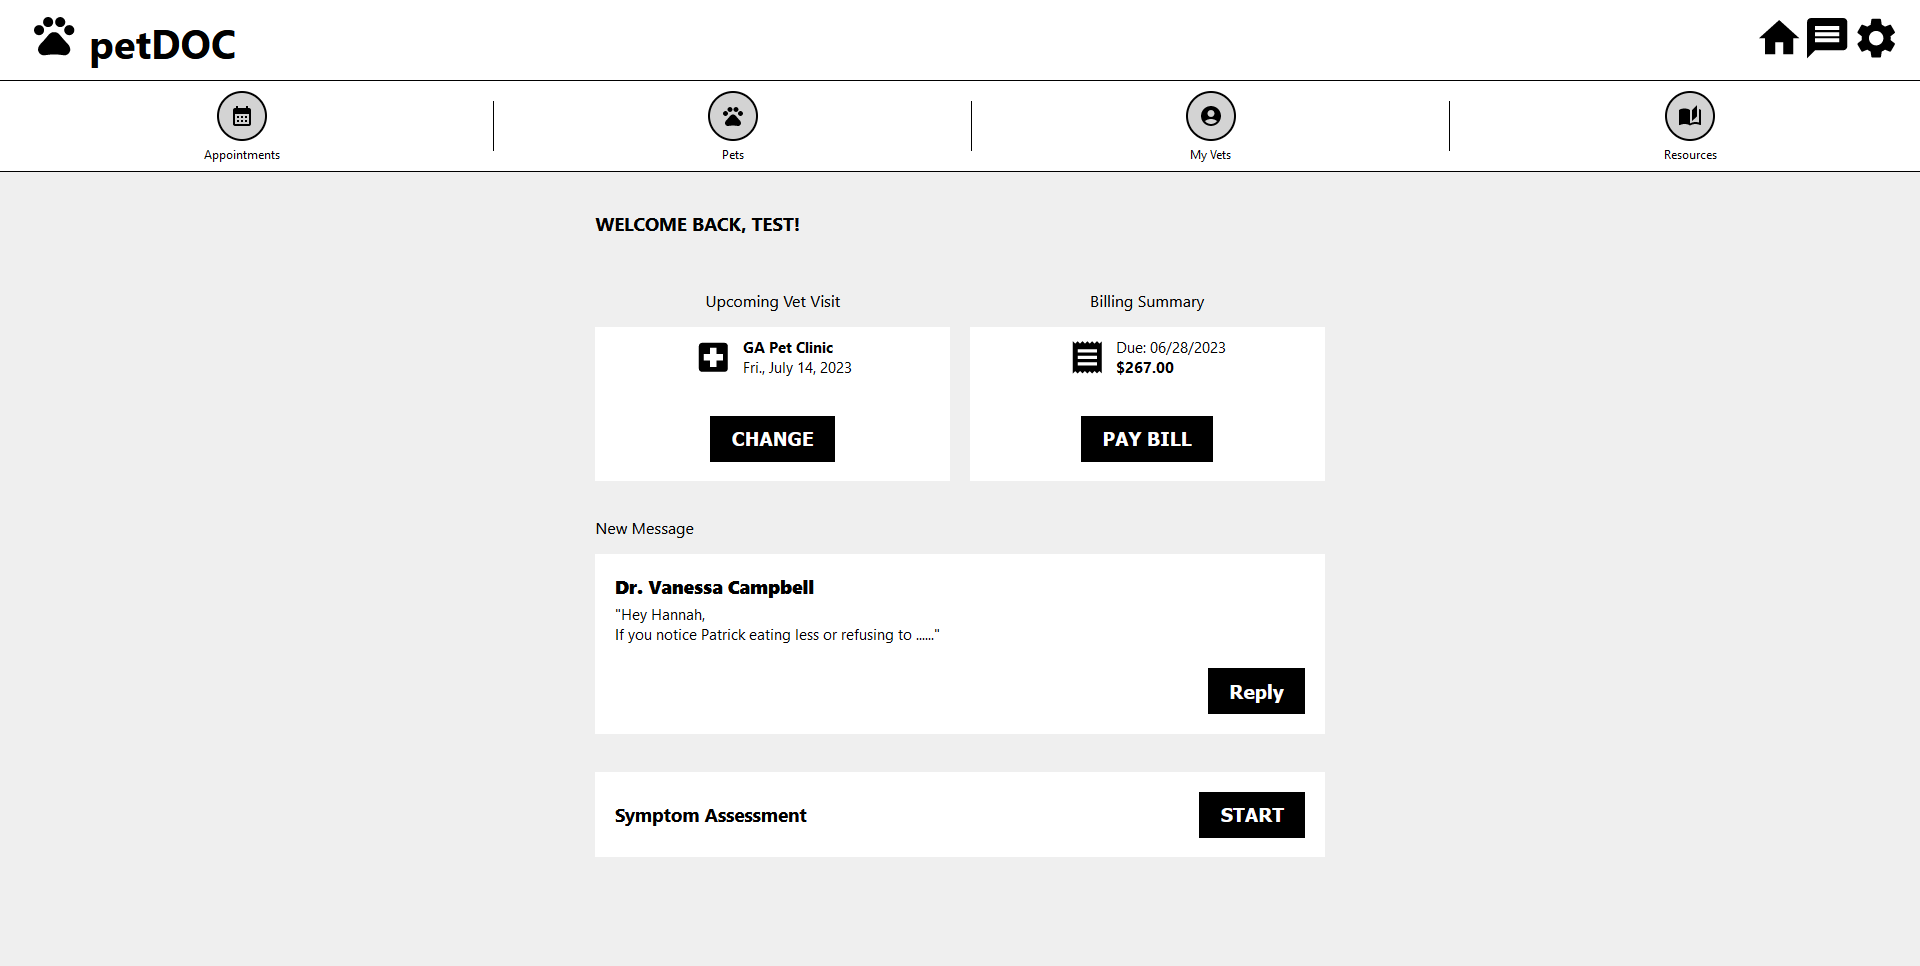 petDOC
Appointments
Pets
My Vets
Resources
WELCOME BACK, TEST!
Upcoming Vet Visit
GA Pet Clinic
Fri., July 14, 2023
CHANGE
Billing Summary
Due: 06/28/2023
$267.00
PAY BILL
New Message
Dr. Vanessa Campbell
"Hey Hannah,
If you notice Patrick eating less or refusing to ......"
Reply
Symptom Assessment
START